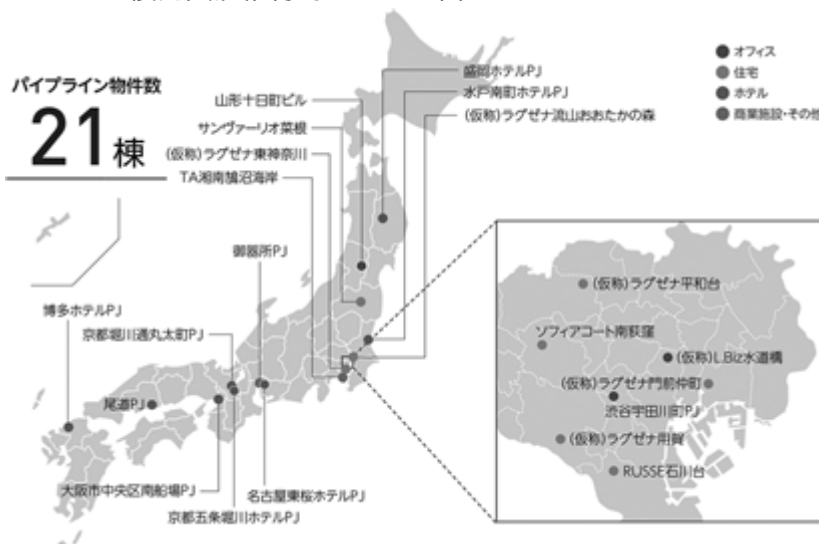 パイプライン物件数
21棟
オフィス
住宅
ホテル
商業施設・その他
盛岡ホテルPJ
水戸南町ホテルPJ
(仮称)ラグゼナ流山おおたかの森
山形十日町ビル
サンヴァーリオ菜根
(仮称)ラグゼナ東神奈川
TA湘南鵠沼海岸
御器所PJ
博多ホテルPJ
京都堀川通丸太町PJ
尾道PJ
大阪市中央区南船場PJ
名古屋東桜ホテルPJ
京都五条堀川ホテルPJ
(仮称)ラグゼナ平和台
ソフィアコート南荻窪
(仮称)L.Biz水道橋
(仮称)ラグゼナ門前仲町
渋谷宇田川町PJ
(仮称)ラグゼナ用賀
RUSSE石川台